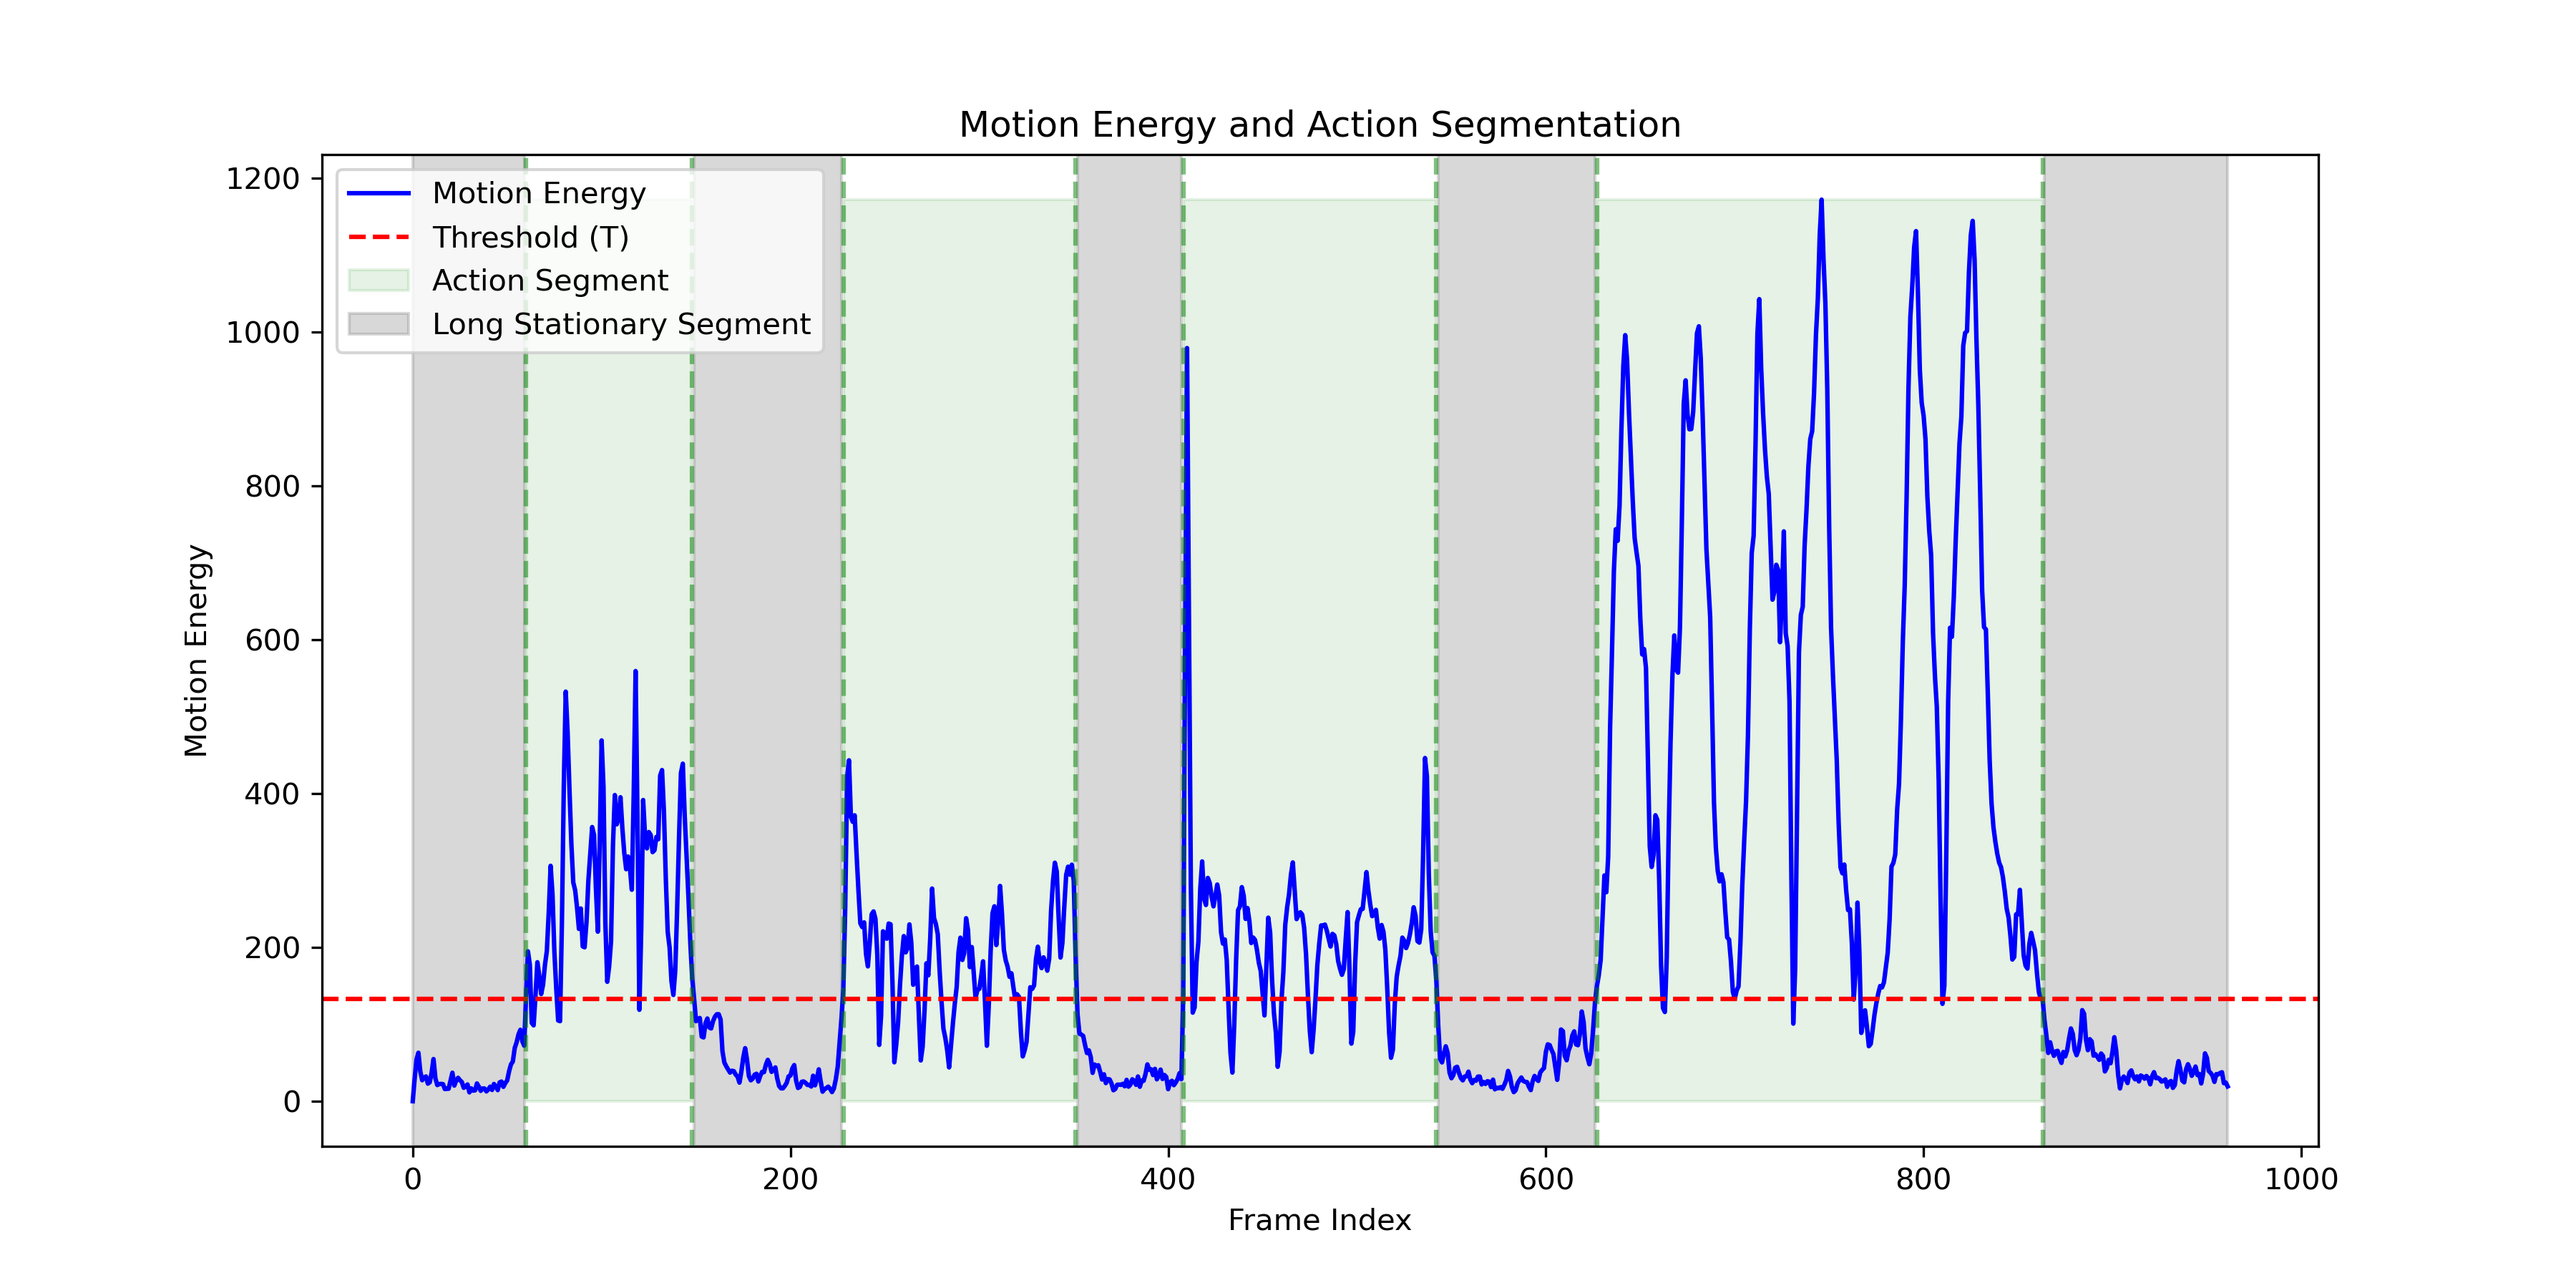 Motion Energy and Action Segmentation
1200
1000
800
600
400
200
0
Motion Energy
Motion Energy
Threshold (T)
Action Segment
Long Stationary Segment
0 200 400 600 800 1000
Frame Index